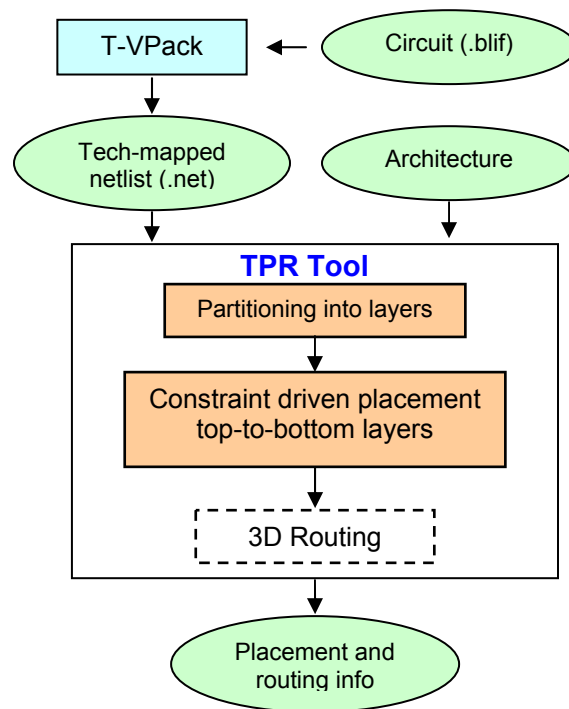 T-VPack
Circuit (.blif)
Tech-mapped
netlist (.net)
Architecture
TPR Tool
Partitioning into layers
Constraint driven placement
top-to-bottom layers
3D Routing
Placement and
routing info